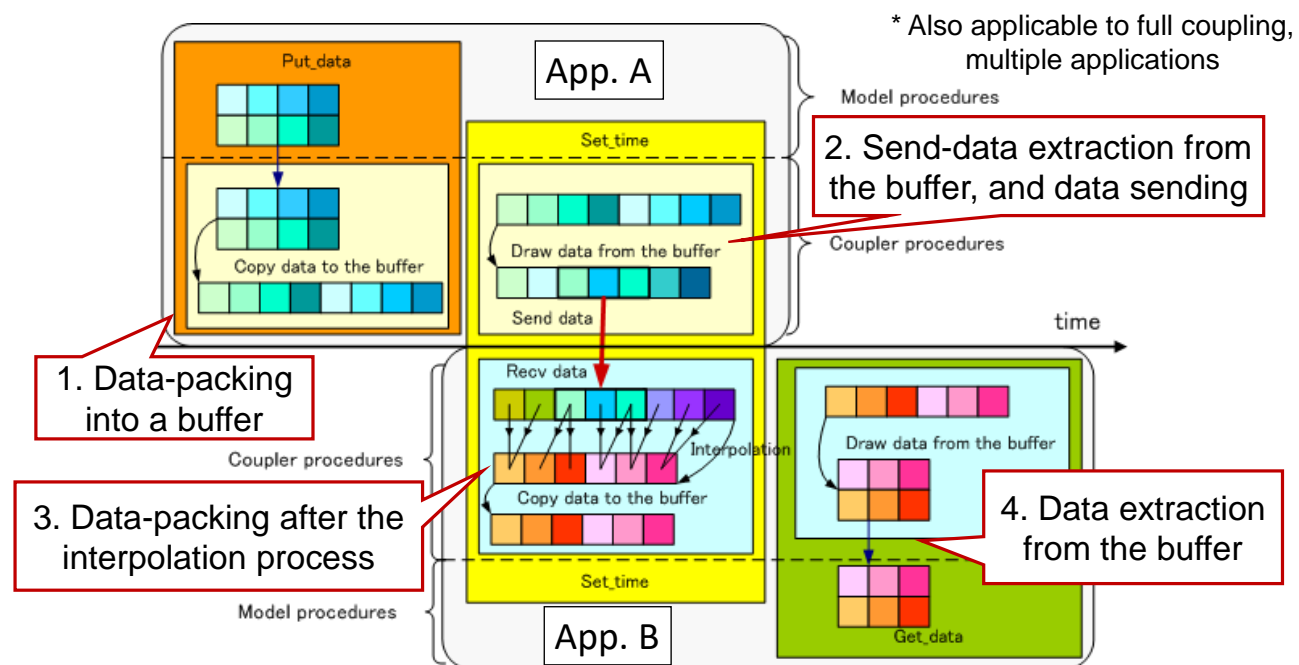 * Also applicable to full coupling,
multiple applications
Put_data
App. A
Model procedures
Set_time
2. Send-data extraction from
the buffer, and data sending
Draw data from the buffer
Coupler procedures
Copy data to the buffer
Send data
time
1. Data-packing
into a buffer
Recv data
Draw data from the buffer
Interpolation
Coupler procedures
Copy data to the buffer
3. Data-packing after the
interpolation process
4. Data extraction
from the buffer
Set_time
Model procedures
App. B
Get_data